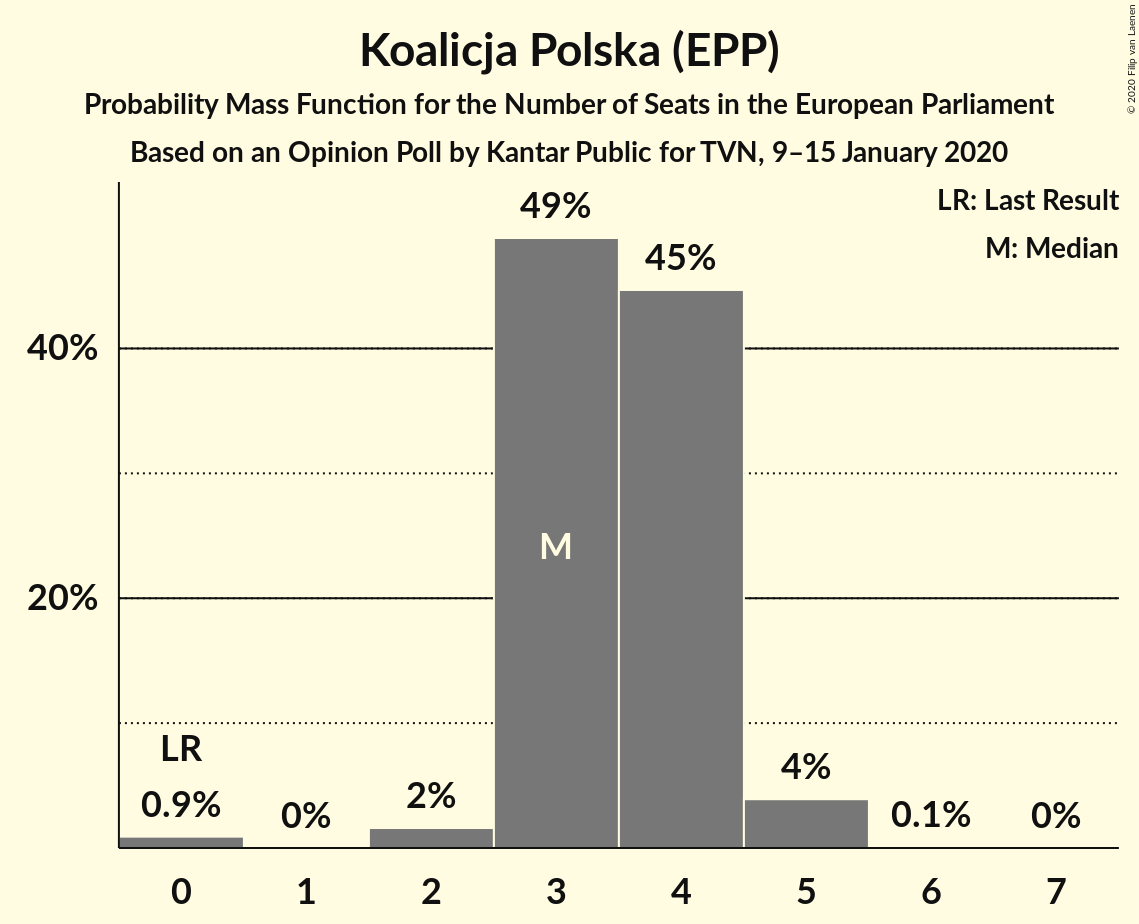 Koalicja Polska (EPP)
Probability Mass Function for the Number of Seats in the European Parliament
Based on an Opinion Poll by Kantar Public for TVN, 9–15 January 2020
© 2020 Filip van Laenen
LR: Last Result
M: Median
49%
45%
40%
M
20%
LR
0.9%
0%
2%
4%
0.1%
0%
0 1 2 3 4 5 6 7